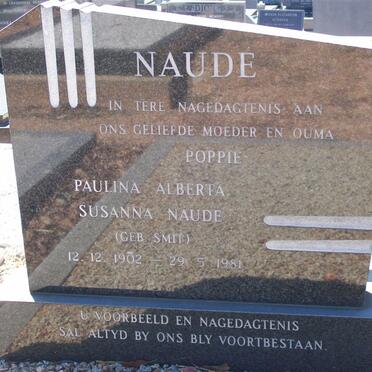 NAUDE
IN TERE NAGEDAGTENIS AAN
ONS GELIEFDE MOEDER EN OUMA
POPPIE
PAULINA ALBERTA
SUSANNA NAUDE
(GEB. SMIT)
12. 12. 1902 – 29. 5. 1981
U VOORBEELD EN NAGEDAGTENIS
SAL ALTYD BY ONS BLY VOORTBESTAAN.